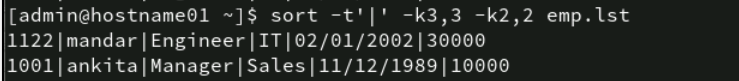 [admin@hostname01 ~]$ sort -t'|' -k3,3 -k2,2 emp.lst
1122|mandar|Engineer|IT|02/01/2002|30000
1001|ankita|Manager|Sales|11/12/1989|10000